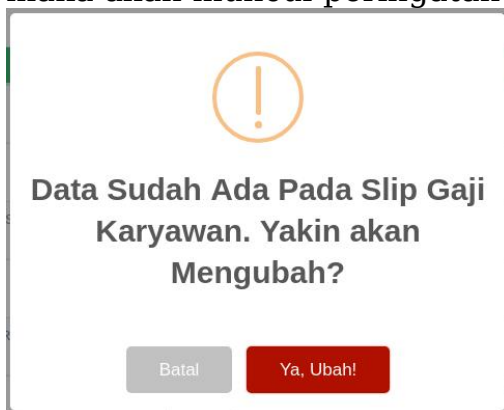 Data Sudah Ada Pada Slip Gaji
Karyawan. Yakin akan
Mengubah?
Batal
Ya, Ubah!